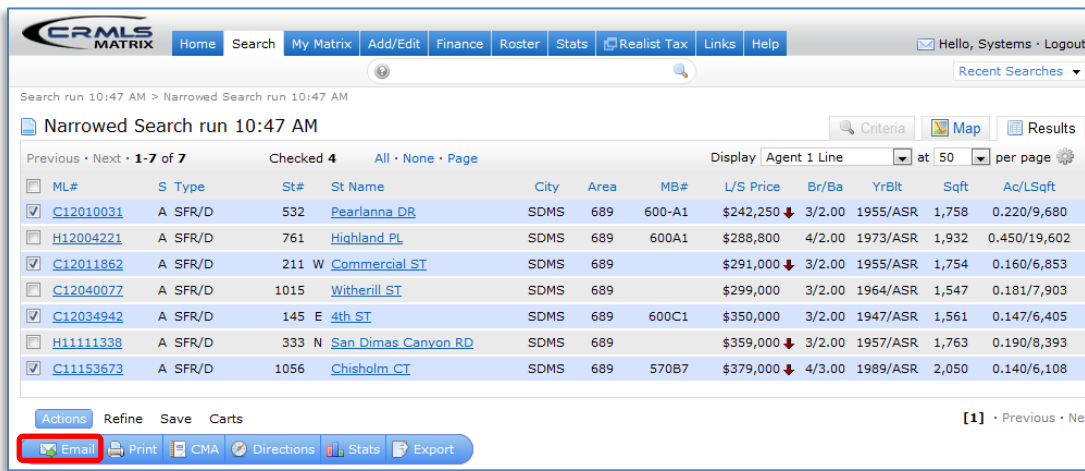 CRMLS
MATRIX
Home Search My Matrix Add/Edit Finance Roster Stats Realist Tax Links Help Hello, Systems · Logout
Recent Searches
Search run 10:47 AM > Narrowed Search run 10:47 AM
Narrowed Search run 10:47 AM Criteria Map Results
Previous · Next · 1-7 of 7 Checked 4 All · None · Page Display Agent 1 Line at 50 per page
ML# S Type St# St Name City Area MB# L/S Price Br/Ba YrBlt Sqft Ac/LSqft
C12010031 A SFR/D 532 Pearlanna DR SDMS 689 600-A1 $242,250 3/2.00 1955/ASR 1,758 0.220/9,680
H12004221 A SFR/D 761 Highland PL SDMS 689 600A1 $288,800 4/2.00 1973/ASR 1,932 0.450/19,602
C12011862 A SFR/D 211 W Commercial ST SDMS 689 $291,000 3/2.00 1955/ASR 1,754 0.160/6,853
C12040077 A SFR/D 1015 Witherill ST SDMS 689 $299,000 3/2.00 1964/ASR 1,547 0.181/7,903
C12034942 A SFR/D 145 E 4th ST SDMS 689 600C1 $350,000 3/2.00 1947/ASR 1,561 0.147/6,405
H11111338 A SFR/D 333 N San Dimas Canyon RD SDMS 689 $359,000 3/2.00 1957/ASR 1,763 0.190/8,393
C11153673 A SFR/D 1056 Chisholm CT SDMS 689 570B7 $379,000 4/3.00 1989/ASR 2,050 0.140/6,108
Actions Refine Save Carts [1] · Previous · Ne
Email Print CMA Directions Stats Export